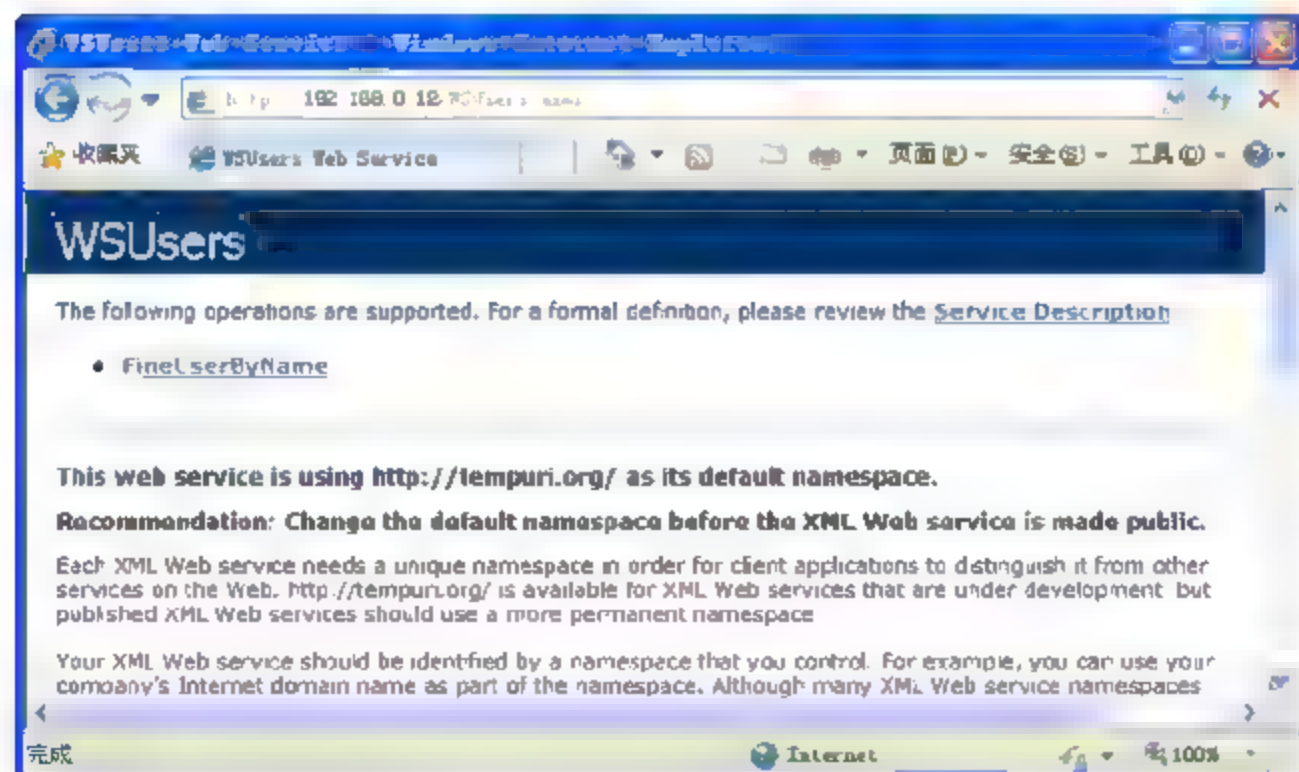 WSUsers Web Service - Windows Internet Explorer
192.168.0.12
收藏夹 WSUsers Web Service 页面(P) 安全(S) 工具(O)
WSUsers
The following operations are supported. For a formal definition, please review the Service Description
FineUserByName
This web service is using http://tempuri.org/ as its default namespace.
Recommendation: Change the default namespace before the XML Web service is made public.
Each XML Web service needs a unique namespace in order for client applications to distinguish it from other
services on the Web. http://tempuri.org/ is available for XML Web services that are under development, but
published XML Web services should use a more permanent namespace
Your XML Web service should be identified by a namespace that you control. For example, you can use your
company's Internet domain name as part of the namespace. Although many XML Web service namespaces
完成 Internet 100%